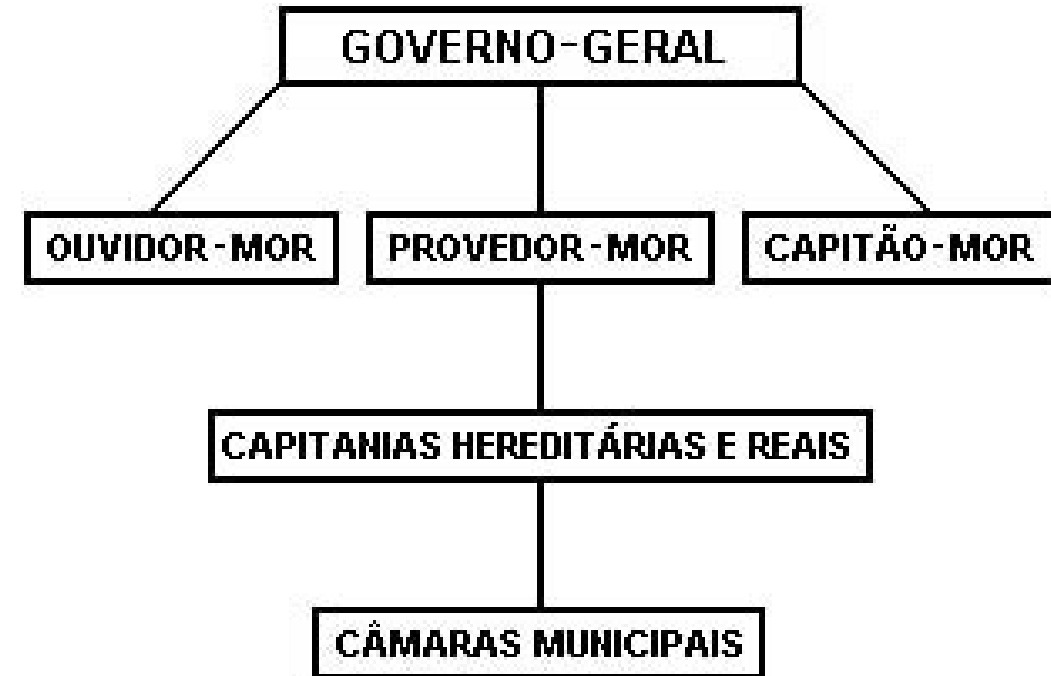 GOVERNO-GERAL
OUVIDOR-MOR
PROVEDOR-MOR
CAPITÃO-MOR
CAPITANIAS HEREDITÁRIAS E REAIS
CÂMARAS MUNICIPAIS